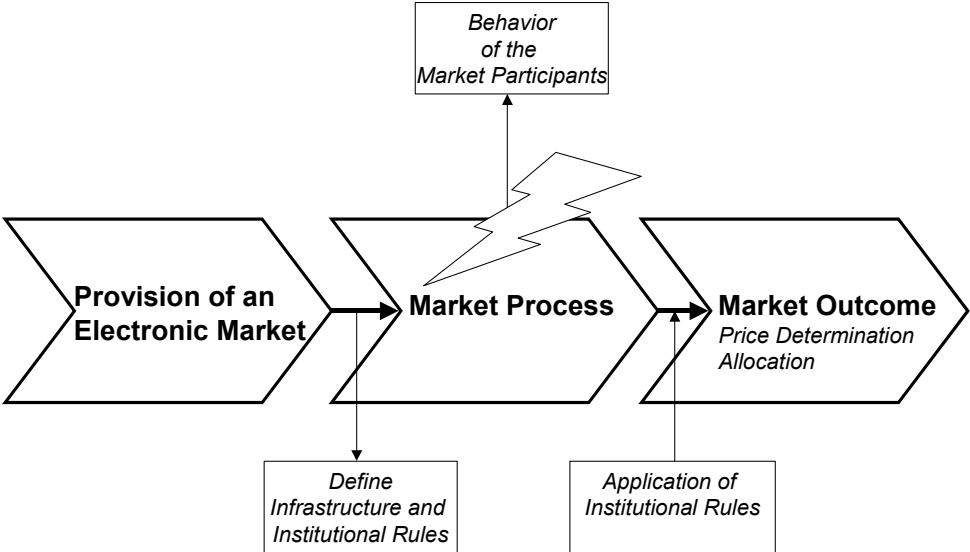 Behavior
of the
Market Participants
Provision of an
Electronic Market
Market Process
Market Outcome
Price Determination
Allocation
Define
Infrastructure and
Institutional Rules
Application of
Institutional Rules